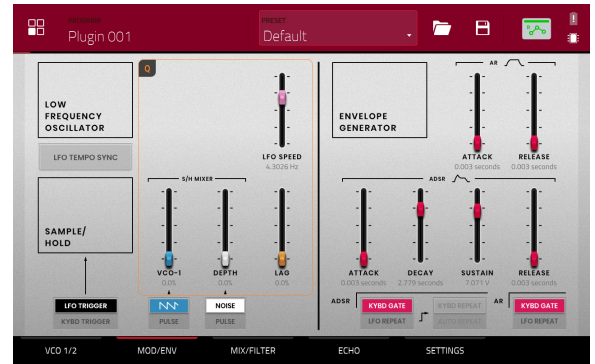 PROGRAM
Plugin 001
PRESET
Default
Q
LOW
FREQUENCY
OSCILLATOR
LFO TEMPO SYNC
LFO SPEED
4.3026 Hz
S/H MIXER
SAMPLE/
HOLD
VCO-1
0.0%
DEPTH
0.0%
LAG
0.0%
LFO TRIGGER
KYBD TRIGGER
PULSE
NOISE
PULSE
ENVELOPE
GENERATOR
AR
ATTACK
0.003 seconds
RELEASE
0.003 seconds
ADSR
ATTACK
0.003 seconds
DECAY
2.779 seconds
SUSTAIN
7.071 V
RELEASE
0.003 seconds
ADSR
KYBD GATE
LFO REPEAT
KYBD REPEAT
AUTO REPEAT
AR
KYBD GATE
LFO REPEAT
VCO 1/2
MOD/ENV
MIX/FILTER
ECHO
SETTINGS